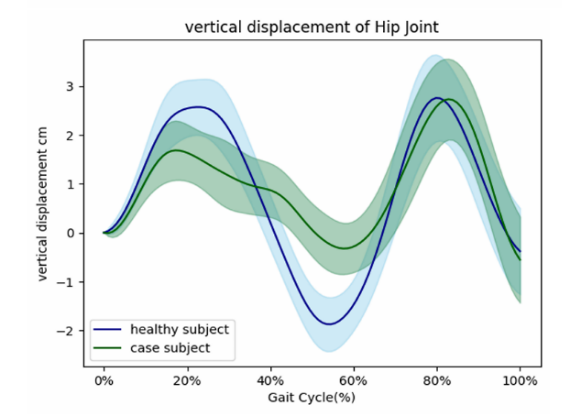 vertical displacement of Hip Joint
vertical displacement cm
3
2
1
0
−1
−2
healthy subject
case subject
0%
20%
40%
60%
80%
100%
Gait Cycle(%)